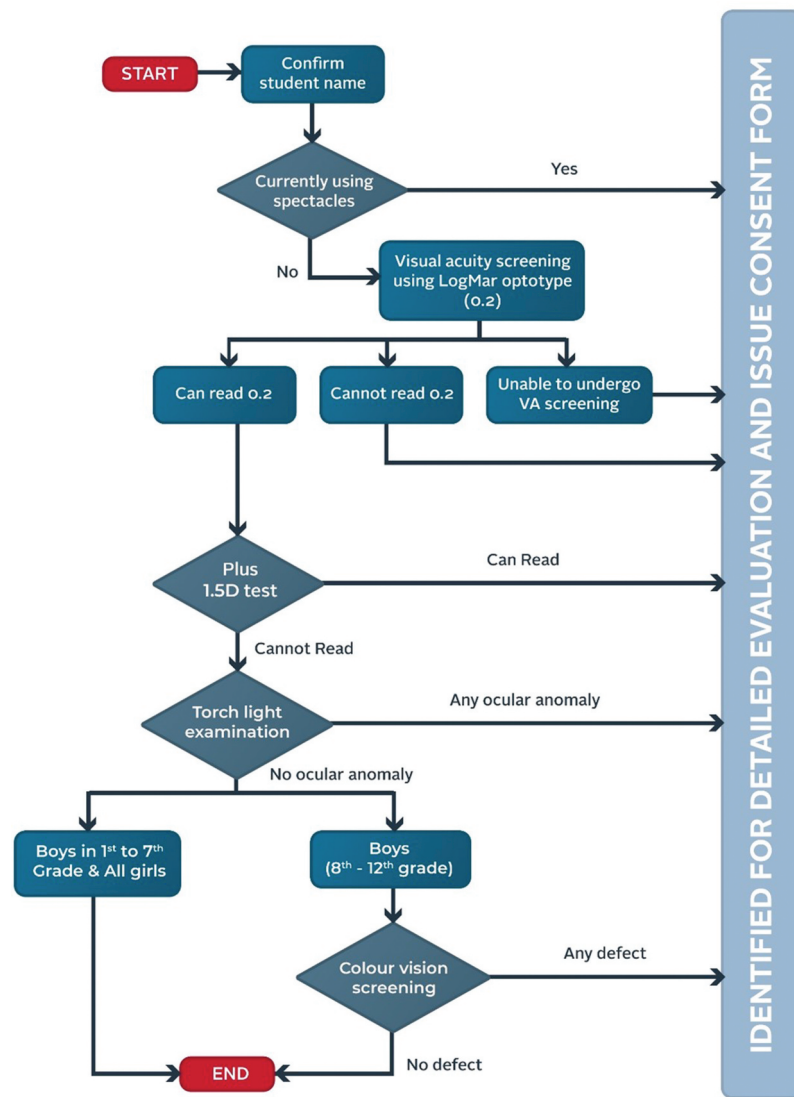 START
Confirm
student name
Currently using
spectacles
Yes
No
Visual acuity screening
using LogMar optotype
(0.2)
Can read 0.2
Cannot read 0.2
Unable to undergo
VA screening
Plus
1.5D test
Can Read
Cannot Read
Torch light
examination
Any ocular anomaly
No ocular anomaly
Boys in 1st to 7th
Grade & All girls
Boys
(8th - 12th grade)
Colour vision
screening
Any defect
No defect
END
IDENTIFIED FOR DETAILED EVALUATION AND ISSUE CONSENT FORM